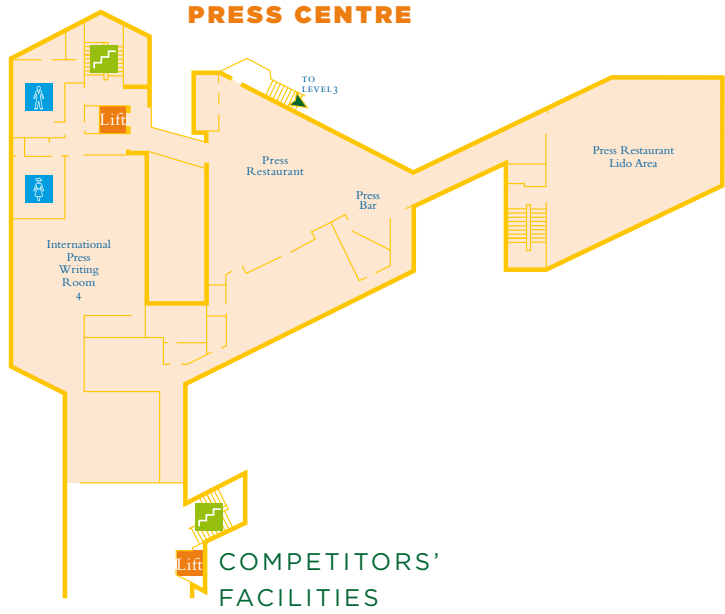 PRESS CENTRE
TO
LEVEL 3
Lift
Press
Restaurant
Press Restaurant
Lido Area
Press
Bar
International
Press
Writing
Room
4
Lift
COMPETITORS'
FACILITIES